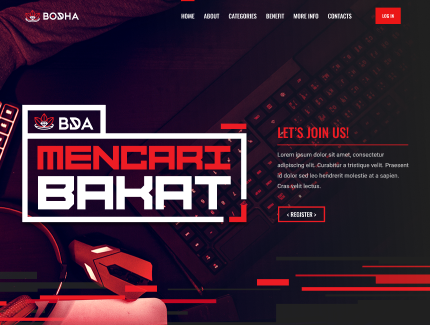 BODHA
HOME ABOUT CATEGORIES BENEFIT MORE INFO CONTACTS
LOG IN
BDA
MENCARI
BAKAT
LET'S JOIN US!
Lorem ipsum dolor sit amet, consectetur
adipiscing elit. Curabitur a tristique velit. Praesent
id dolor sed leo hendrerit molestie at a sapien.
Cras velit lectus.
< REGISTER >